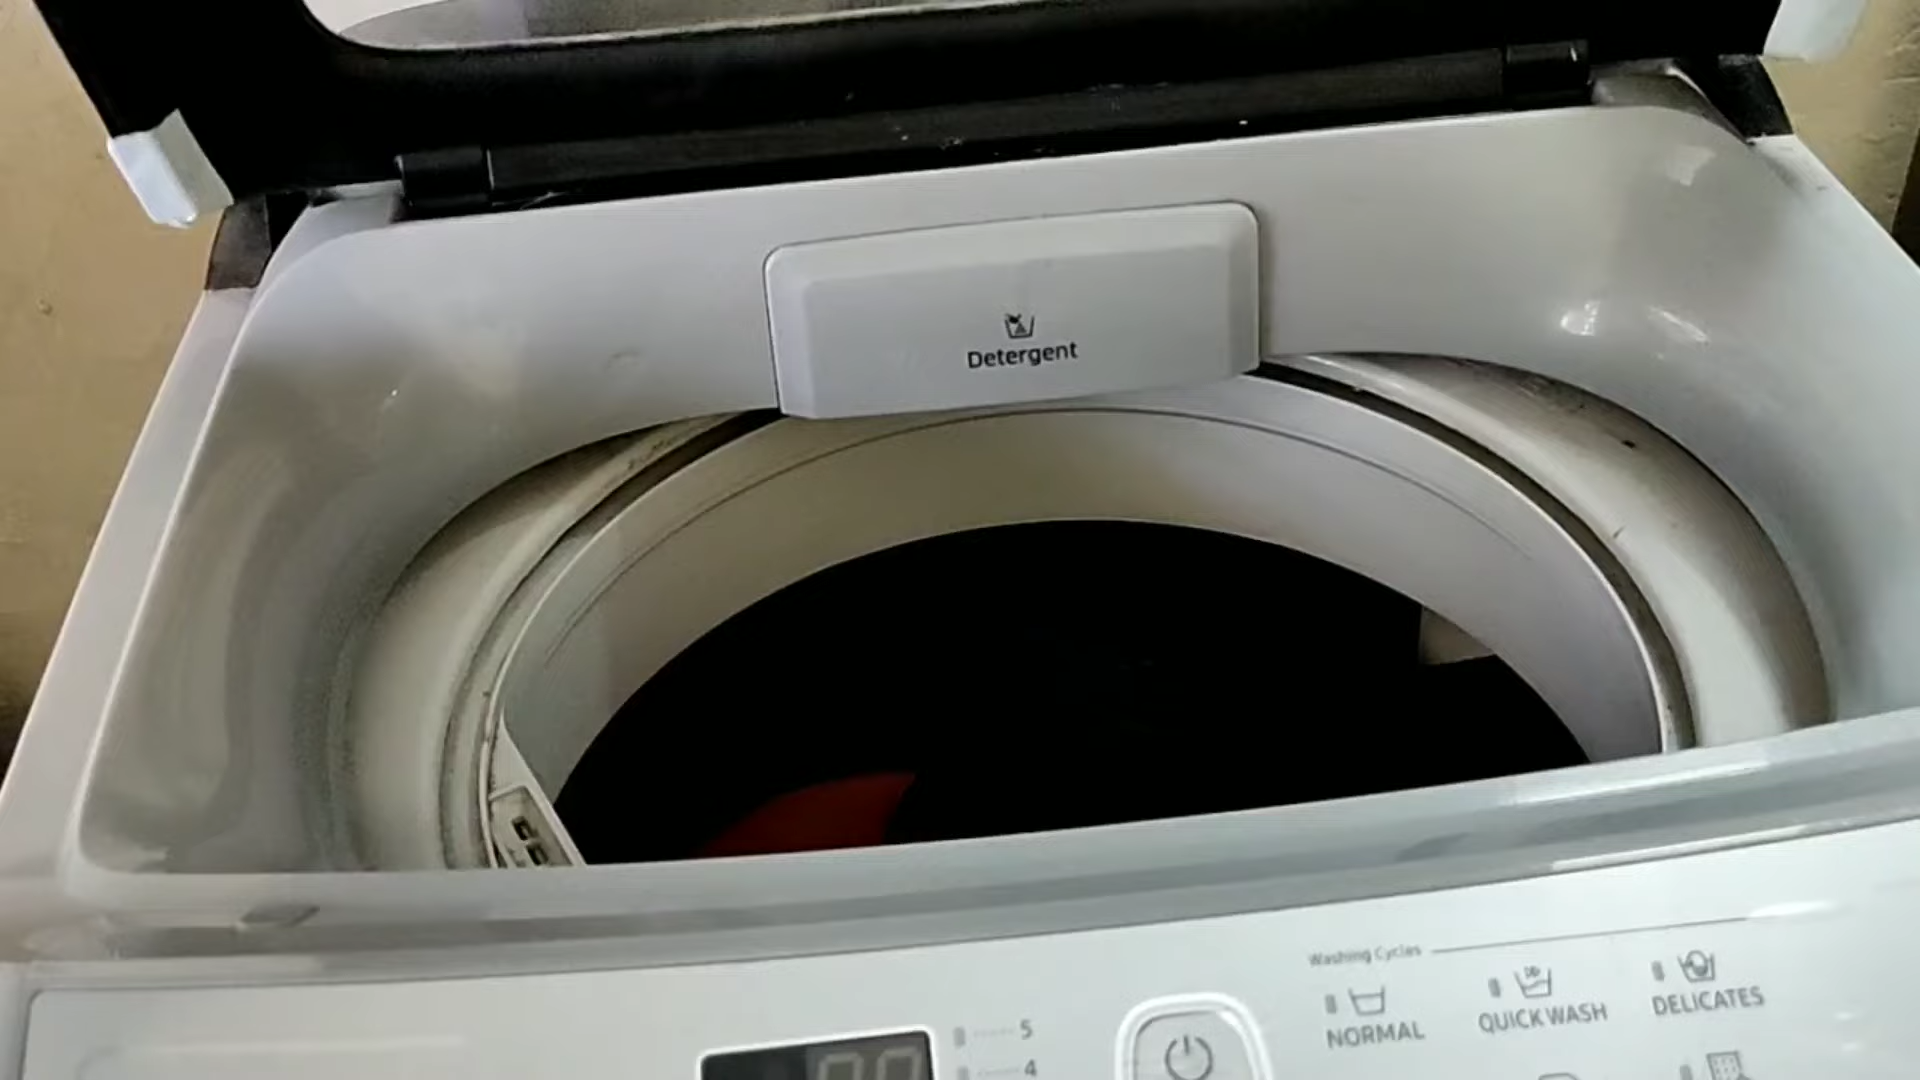 Detergent
Washing Cycles
NORMAL
QUICK WASH
DELICATES
5
4